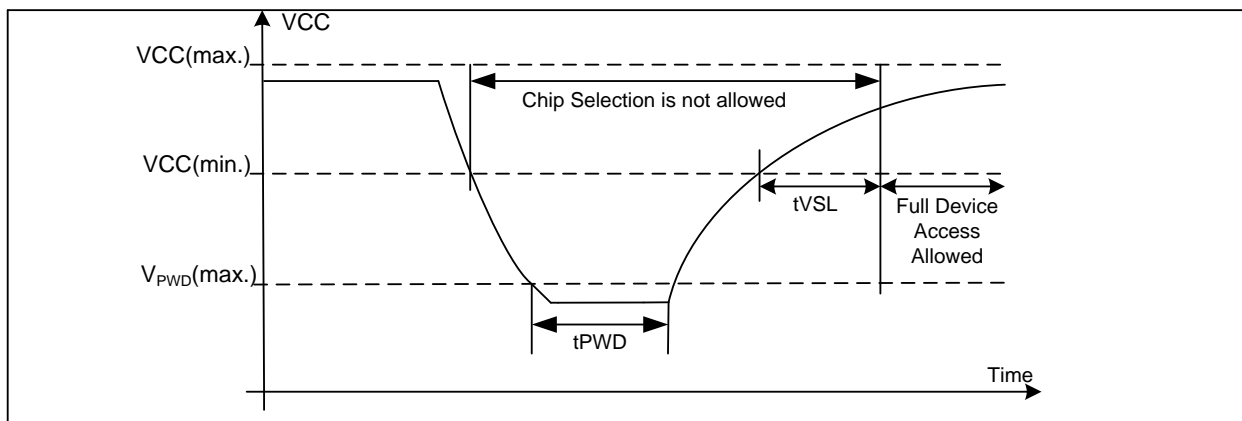 VCC
VCC(max.)
Chip Selection is not allowed
VCC(min.)
tVSL
Full Device
Access
Allowed
VPWD(max.)
tPWD
Time